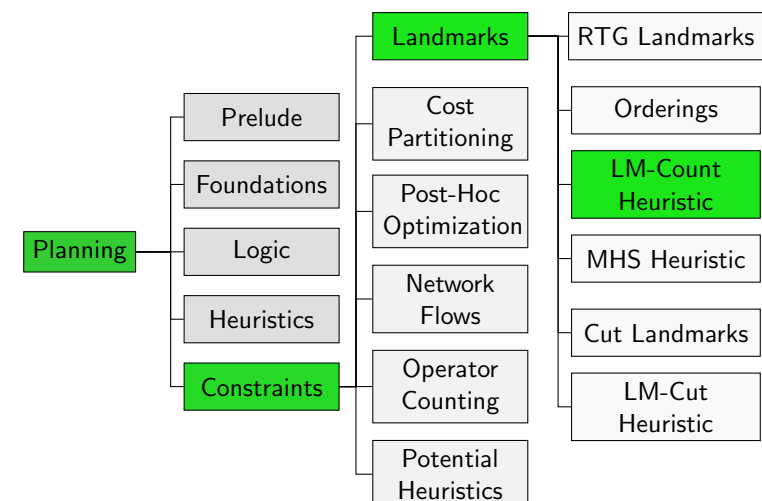 Planning
Prelude
Foundations
Logic
Heuristics
Constraints
Landmarks
Cost
Partitioning
Post-Hoc
Optimization
Network
Flows
Operator
Counting
Potential
Heuristics
RTG Landmarks
Orderings
LM-Count
Heuristic
MHS Heuristic
Cut Landmarks
LM-Cut
Heuristic